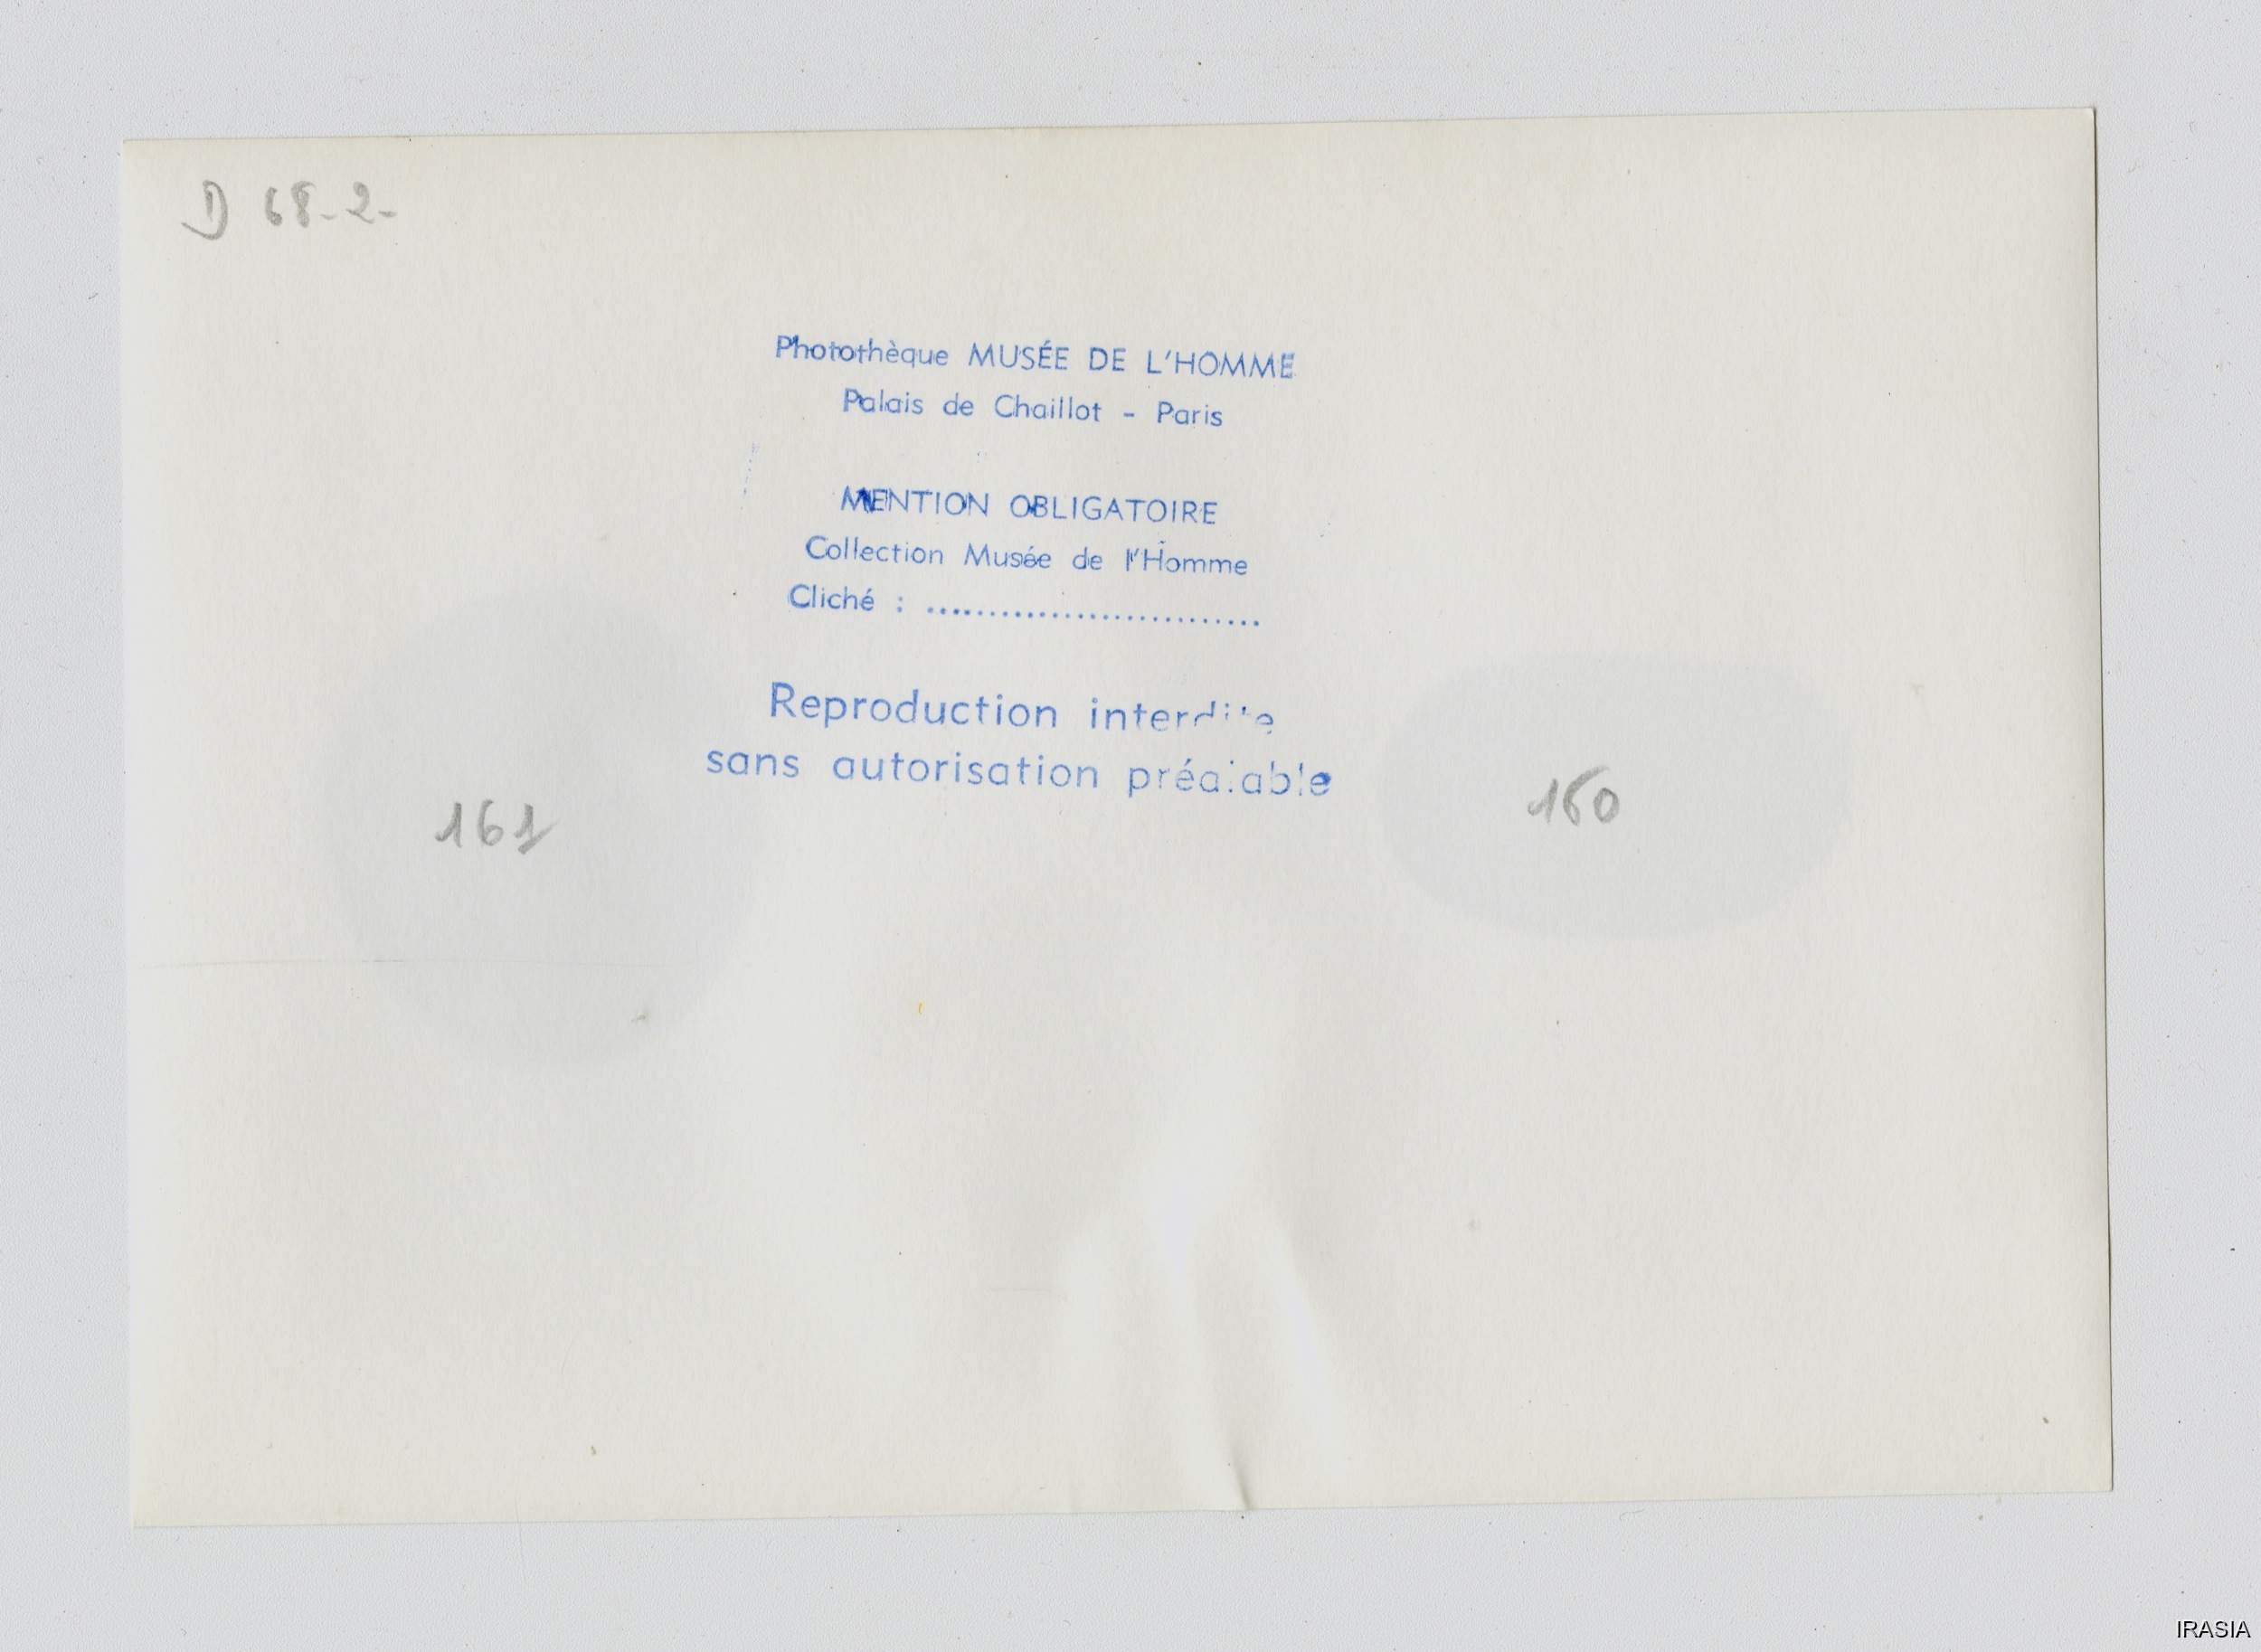 D 68-2-
Photothèque MUSÉE DE L'HOMME
Palais de Chaillot - Paris
MENTION OBLIGATOIRE
Collection Musée de l'Homme
Cliché : ...........................
Reproduction interdite
sans autorisation préalable
161
160
IRASIA